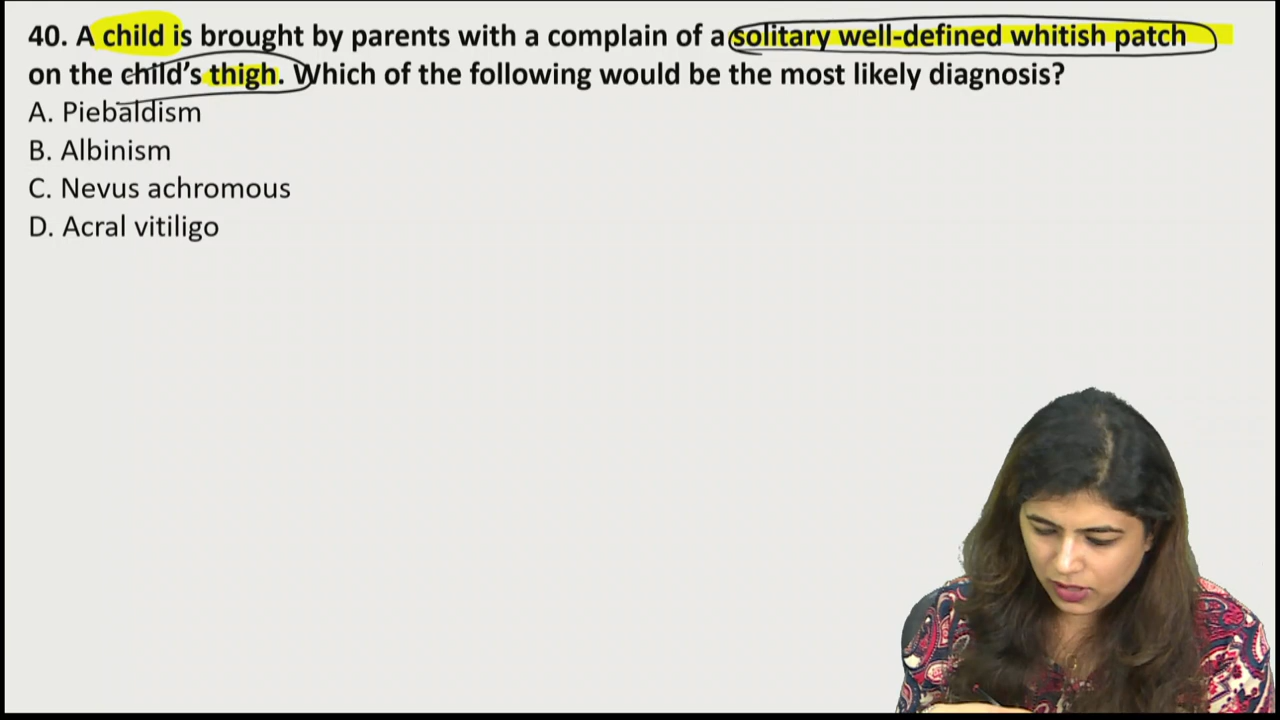 40. A child is brought by parents with a complain of a solitary well-defined whitish patch
on the child's thigh. Which of the following would be the most likely diagnosis?
A. Piebaldism
B. Albinism
C. Nevus achromous
D. Acral vitiligo